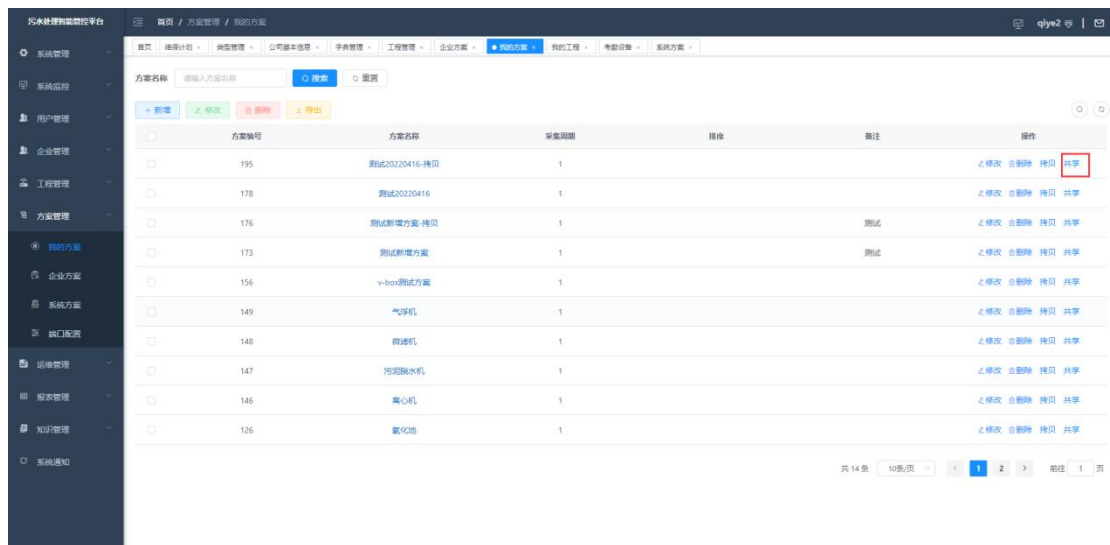 污水处理智能管控平台
首页 / 方案管理 / 我的方案
qiye2
系统管理
系统监控
用户管理
企业管理
工程管理
方案管理
我的方案
企业方案
系统方案
端口配置
运维管理
报表管理
知识管理
系统通知
首页 维保计划 × 类型管理 × 公司基本信息 × 字典管理 × 工程管理 × 企业方案 × 我的方案 × 我的工程 × 考勤设备 × 系统方案 ×
方案名称 请输入方案名称 搜索 重置
+ 新增 修改 删除 导出
方案编号 方案名称 采集周期 排序 备注 操作
195 测试20220416-拷贝 1 修改 删除 拷贝 共享
178 测试20220416 1 修改 删除 拷贝 共享
176 测试新增方案-拷贝 1 测试 修改 删除 拷贝 共享
173 测试新增方案 1 测试 修改 删除 拷贝 共享
156 v-box测试方案 1 修改 删除 拷贝 共享
149 气浮机 1 修改 删除 拷贝 共享
148 微滤机 1 修改 删除 拷贝 共享
147 污泥脱水机 1 修改 删除 拷贝 共享
146 离心机 1 修改 删除 拷贝 共享
126 氧化池 1 修改 删除 拷贝 共享
共 14 条 10条/页 < 1 2 > 前往 1 页